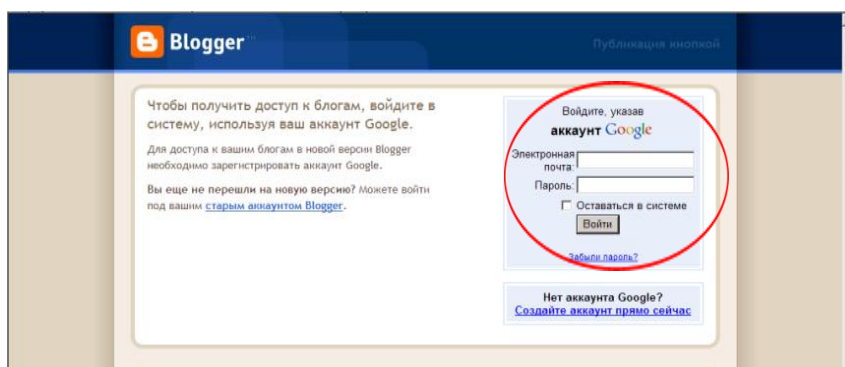 Blogger
Публикация кнопкой
Чтобы получить доступ к блогам, войдите в
систему, используя ваш аккаунт Google.
Для доступа к вашим блогам в новой версии Blogger
необходимо зарегистрировать аккаунт Google.
Вы еще не перешли на новую версию? Можете войти
под вашим старым аккаунтом Blogger.
Войдите, указав
аккаунт Google
Электронная
почта:
Пароль:
Оставаться в системе
Войти
Забыли пароль?
Нет аккаунта Google?
Создайте аккаунт прямо сейчас